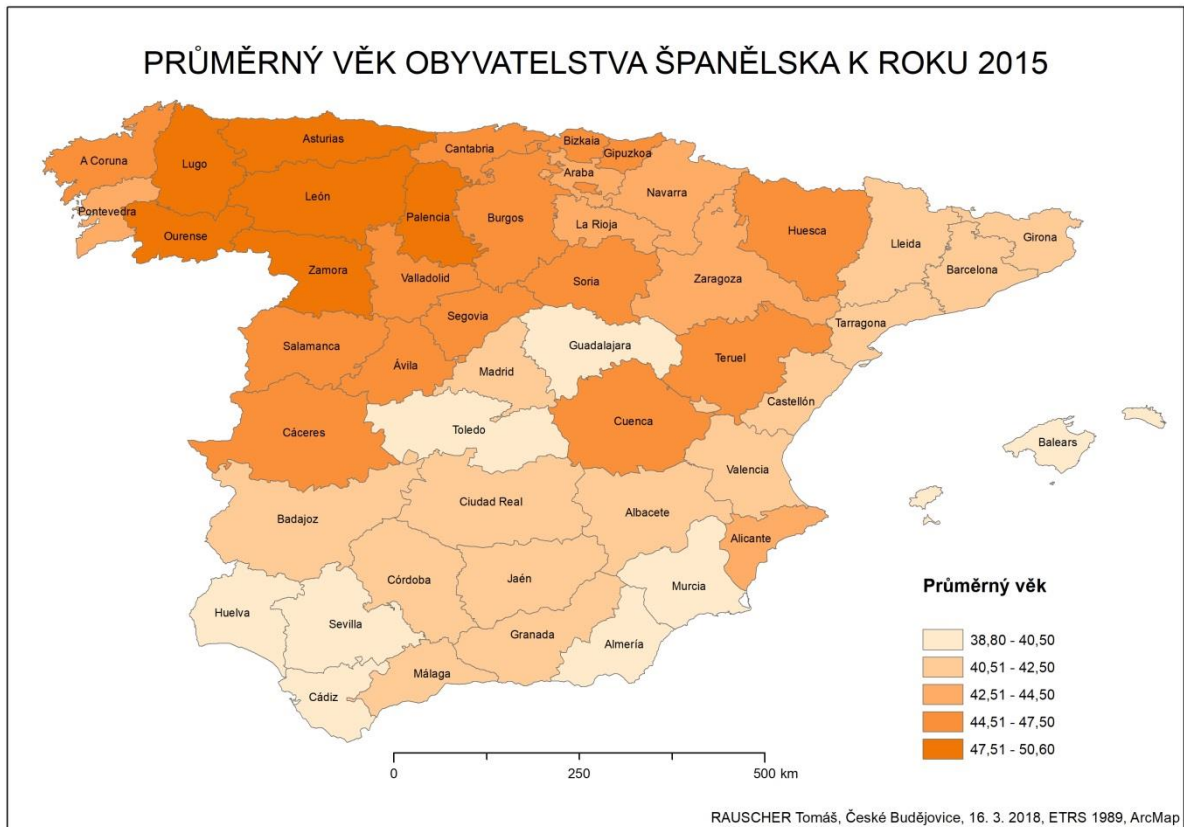 PRŮMĚRNÝ VĚK OBYVATELSTVA ŠPANĚLSKA K ROKU 2015
A Coruna
Lugo
Asturias
Cantabria
Bizkaia
Gipuzkoa
Araba
Navarra
León
Palencia
Burgos
La Rioja
Pontevedra
Ourense
Huesca
Lleida
Girona
Barcelona
Zamora
Valladolid
Soria
Zaragoza
Tarragona
Segovia
Salamanca
Ávila
Madrid
Guadalajara
Teruel
Castellón
Cáceres
Toledo
Cuenca
Valencia
Balears
Badajoz
Ciudad Real
Albacete
Alicante
Córdoba
Jaén
Murcia
Huelva
Sevilla
Granada
Almería
Málaga
Cádiz
Průměrný věk
38,80 - 40,50
40,51 - 42,50
42,51 - 44,50
44,51 - 47,50
47,51 - 50,60
0 250 500 km
RAUSCHER Tomáš, České Budějovice, 16. 3. 2018, ETRS 1989, ArcMap